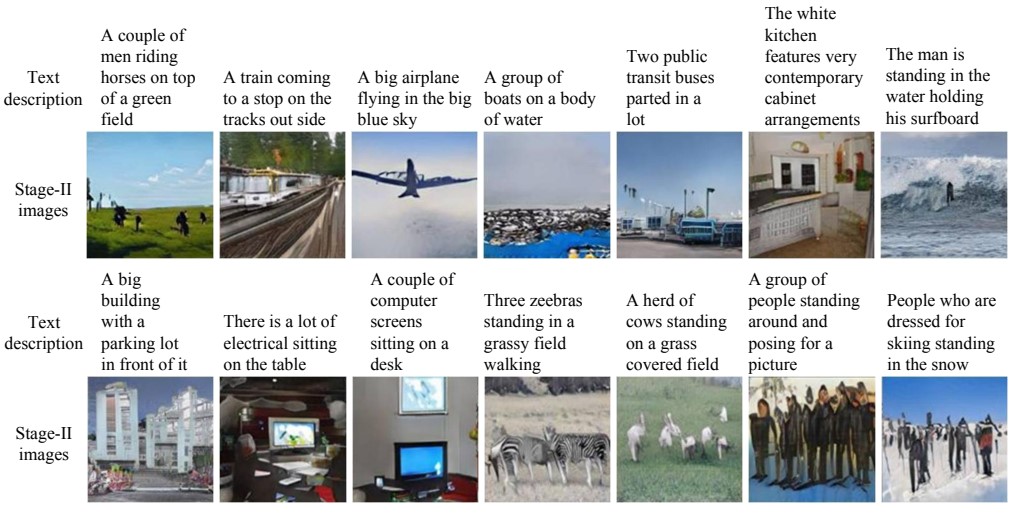 Text
description
A couple of
men riding
horses on top
of a green
field
A train coming
to a stop on the
tracks out side
A big airplane
flying in the big
blue sky
A group of
boats on a body
of water
Two public
transit buses
parted in a
lot
The white
kitchen
features very
contemporary
cabinet
arrangements
The man is
standing in the
water holding
his surfboard
Stage-II
images
Text
description
A big
building
with a
parking lot
in front of it
There is a lot of
electrical sitting
on the table
A couple of
computer
screens
sitting on a
desk
Three zeebras
standing in a
grassy field
walking
A herd of
cows standing
on a grass
covered field
A group of
people standing
around and
posing for a
picture
People who are
dressed for
skiing standing
in the snow
Stage-II
images